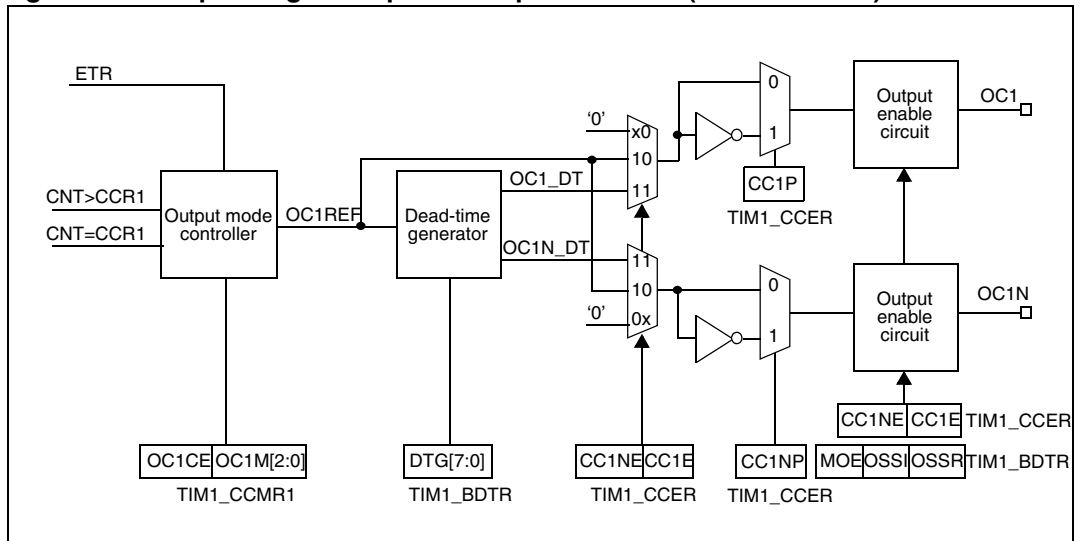 ETR
CNT>CCR1
CNT=CCR1
Output mode
controller
OC1REF
Dead-time
generator
OC1_DT
OC1N_DT
'0'
x0
10
11
11
10
'0'
0x
0
1
CC1P
TIM1_CCER
0
1
Output
enable
circuit
OC1
Output
enable
circuit
OC1N
CC1NE CC1E TIM1_CCER
OC1CE OC1M[2:0]
TIM1_CCMR1
DTG[7:0]
TIM1_BDTR
CC1NE CC1E
TIM1_CCER
CC1NP
TIM1_CCER
MOE OSSI OSSR TIM1_BDTR